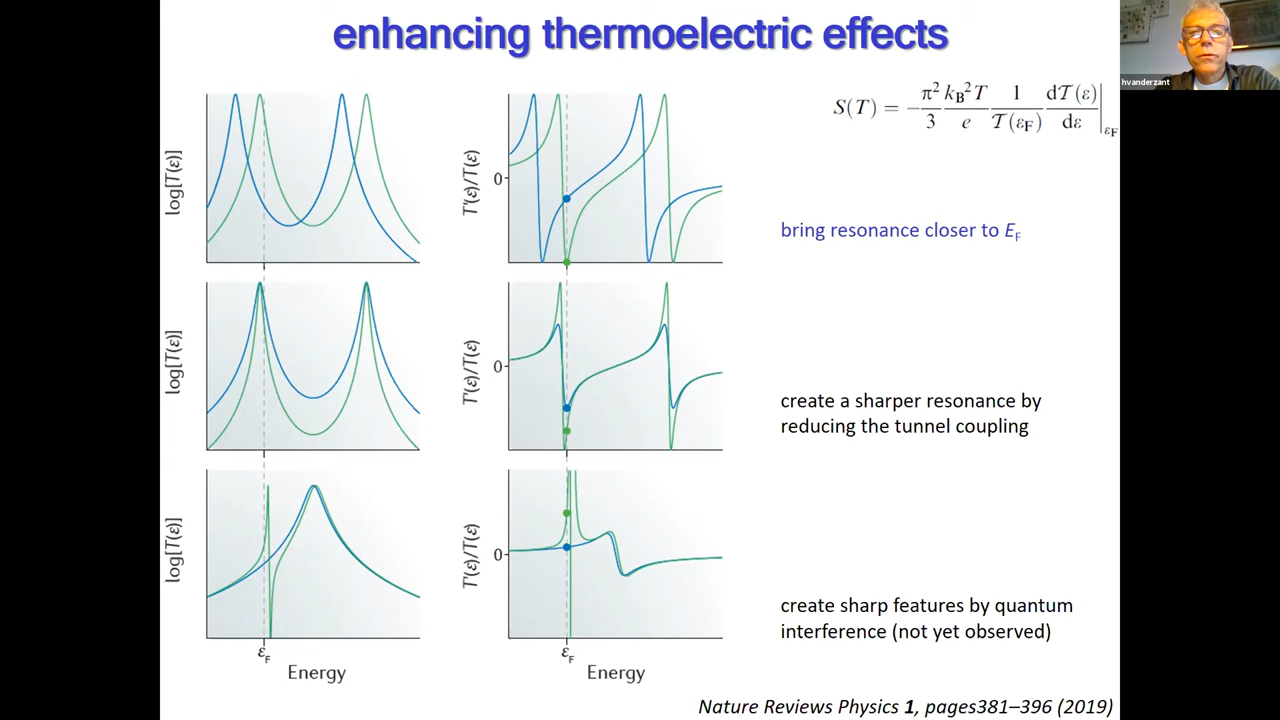 enhancing thermoelectric effects
hvanderzant
S(T) = −π²/3 k_B²T/e 1/𝒯(ε_F) d𝒯(ε)/dε |ε_F
log[T(ε)]
T′(ε)/T(ε)
0
bring resonance closer to E_F
log[T(ε)]
T′(ε)/T(ε)
0
create a sharper resonance by
reducing the tunnel coupling
log[T(ε)]
T′(ε)/T(ε)
0
create sharp features by quantum
interference (not yet observed)
ε_F
Energy
ε_F
Energy
Nature Reviews Physics 1, pages381–396 (2019)